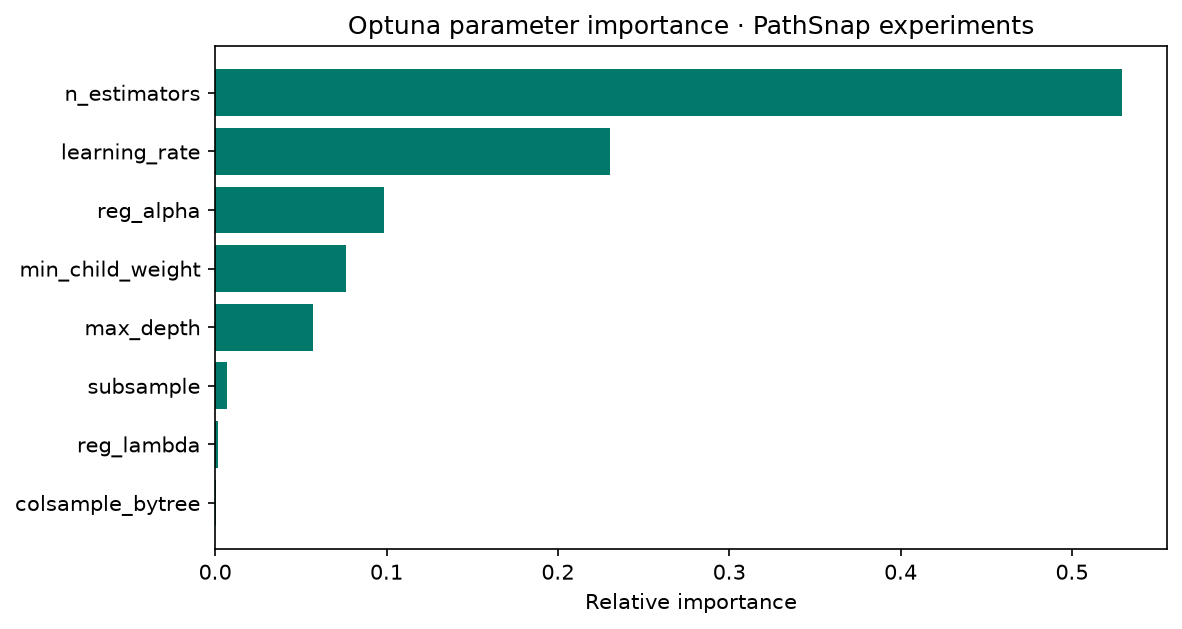 Optuna parameter importance · PathSnap experiments
n_estimators
learning_rate
reg_alpha
min_child_weight
max_depth
subsample
reg_lambda
colsample_bytree
0.0 0.1 0.2 0.3 0.4 0.5
Relative importance